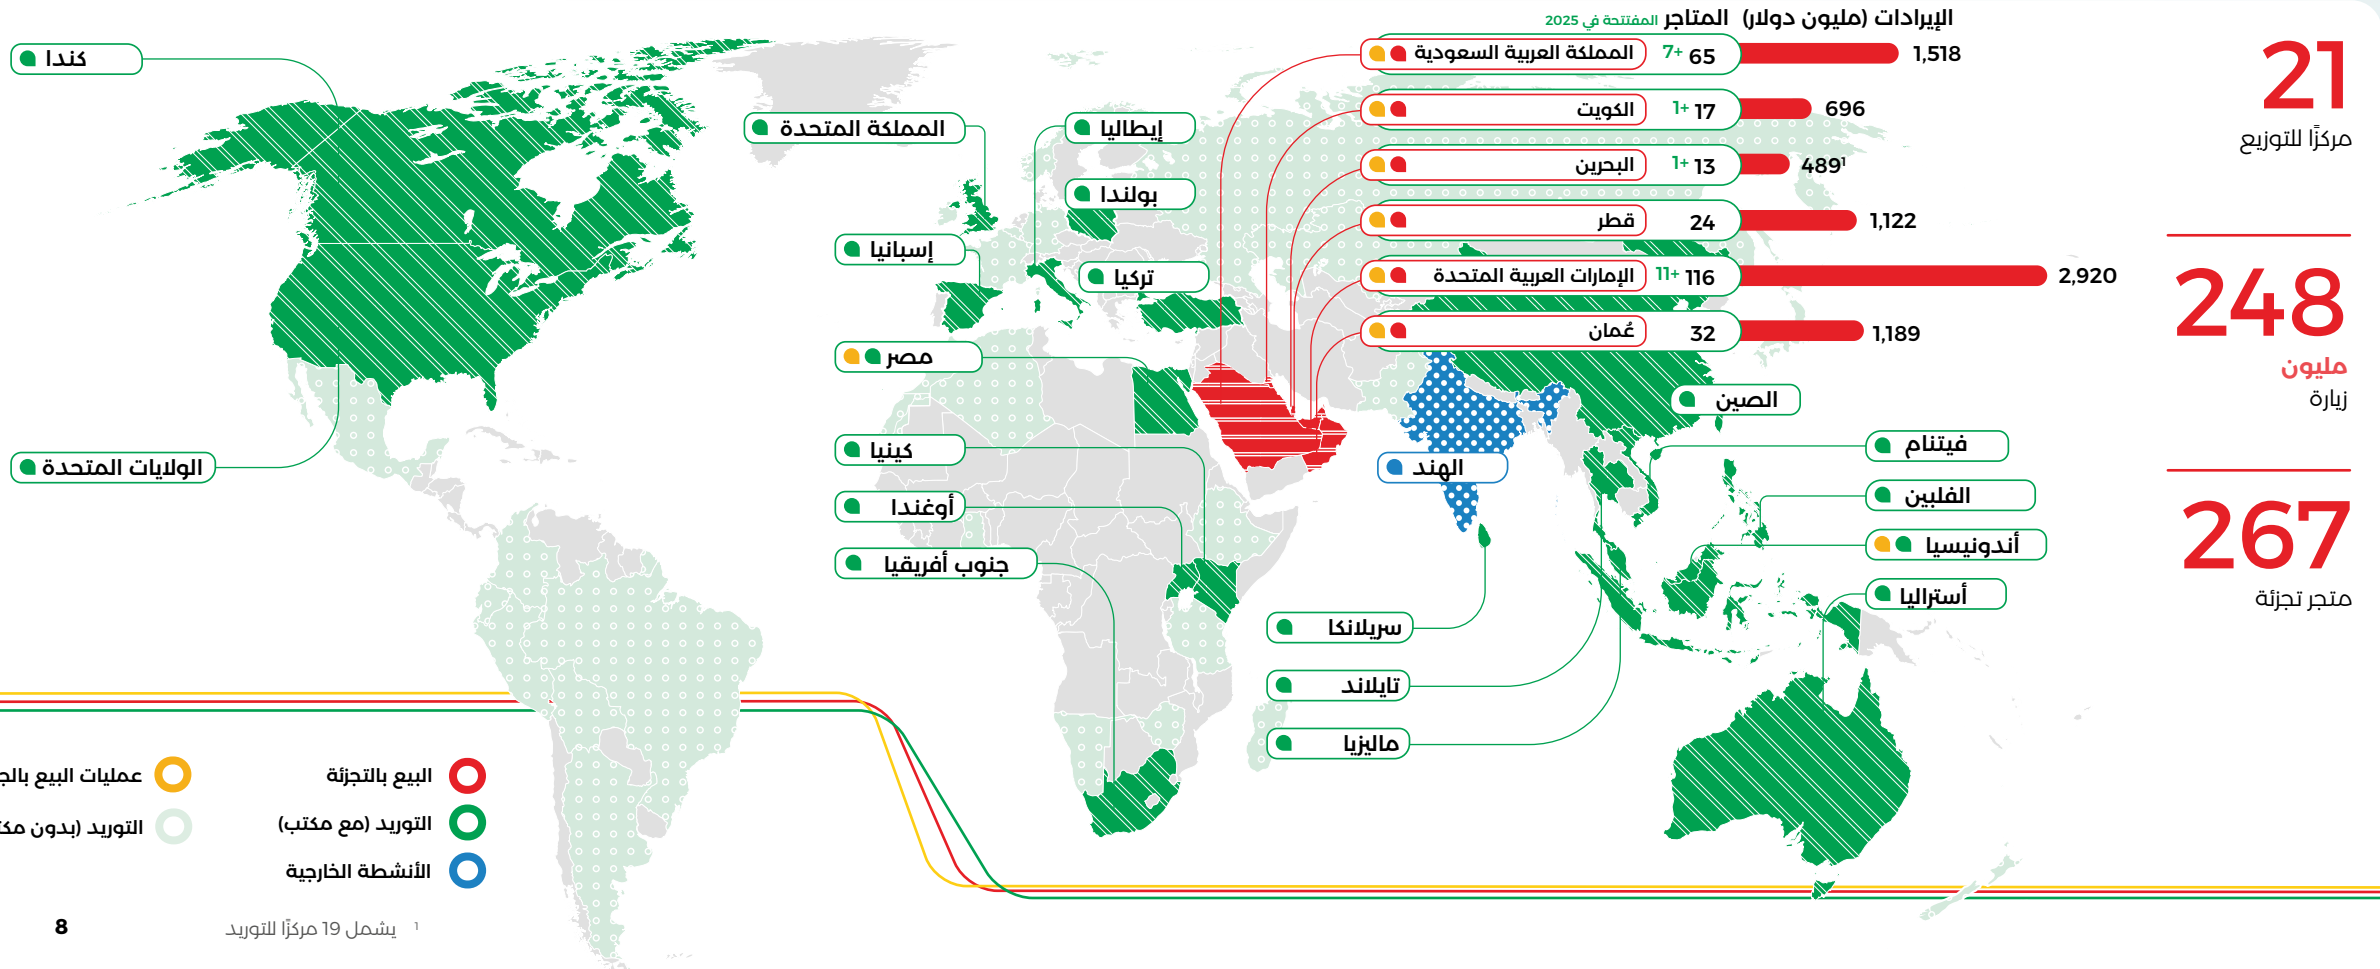 الإيرادات (مليون دولار) المتاجر المفتتحة في 2025
المملكة العربية السعودية 65 +7 1,518
الكويت 17 +1 696
البحرين 13 +1 489¹
قطر 24 1,122
الإمارات العربية المتحدة 116 +11 2,920
عُمان 32 1,189
21
مركزًا للتوزيع
248
مليون
زيارة
267
متجر تجزئة
كندا
المملكة المتحدة
إيطاليا
بولندا
إسبانيا
تركيا
مصر
الصين
كينيا
فيتنام
الولايات المتحدة
الهند
الفلبين
أوغندا
أندونيسيا
جنوب أفريقيا
أستراليا
سريلانكا
تايلاند
ماليزيا
البيع بالتجزئة
التوريد (مع مكتب)
الأنشطة الخارجية
عمليات البيع
التوريد (بدون
¹ يشمل 19 مركزًا للتوريد
8